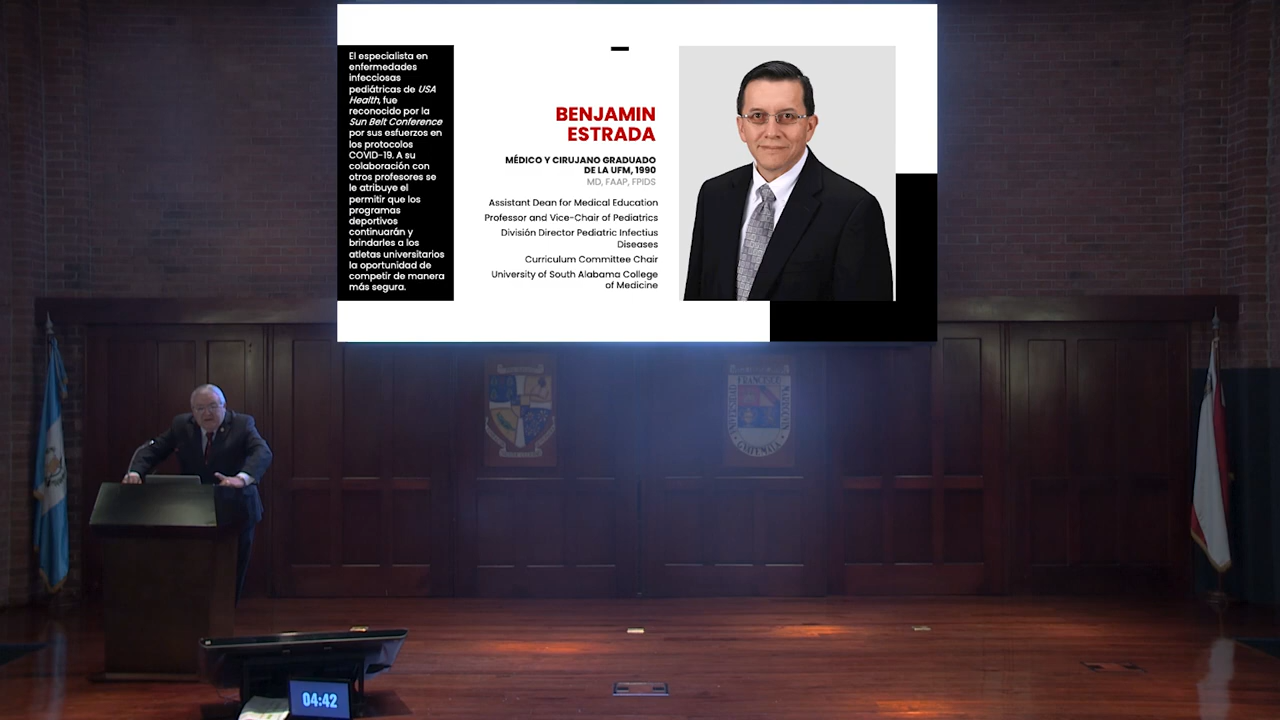 El especialista en
enfermedades
infecciosas
pediátricas de USA
Health, fue
reconocido por la
Sun Belt Conference
por sus esfuerzos en
los protocolos
COVID-19. A su
colaboración con
otros profesores se
le atribuye el
permitir que los
programas
deportivos
continuarán y
brindarles a los
atletas universitarios
la oportunidad de
competir de manera
más segura.
BENJAMIN
ESTRADA
MÉDICO Y CIRUJANO GRADUADO
DE LA UFM, 1990
MD, FAAP, FPIDS
Assistant Dean for Medical Education
Professor and Vice-Chair of Pediatrics
División Director Pediatric Infectius
Diseases
Curriculum Committee Chair
University of South Alabama College
of Medicine
FRANCISCO
MARROQUIN
GUATEMALA
04:42